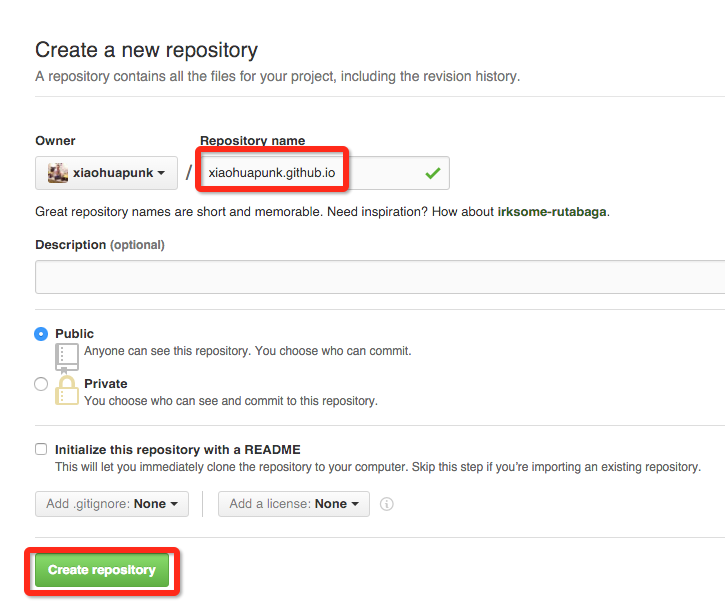 Create a new repository
A repository contains all the files for your project, including the revision history.
Owner
Repository name
xiaohuapunk
/
xiaohuapunk.github.io
Great repository names are short and memorable. Need inspiration? How about irksome-rutabaga.
Description (optional)
Public
Anyone can see this repository. You choose who can commit.
Private
You choose who can see and commit to this repository.
Initialize this repository with a README
This will let you immediately clone the repository to your computer. Skip this step if you're importing an existing repository.
Add .gitignore: None
Add a license: None
Create repository